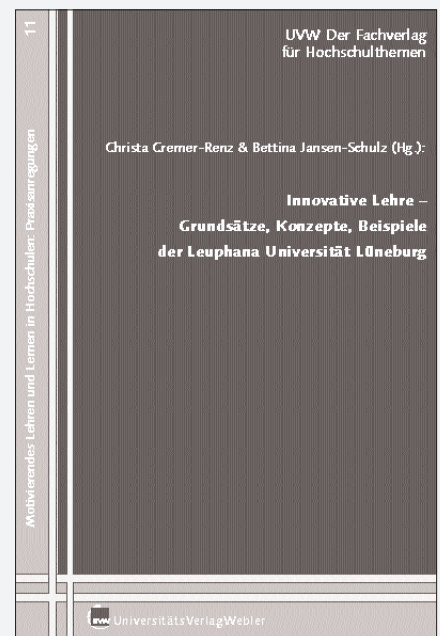 11
Motivierendes Lehren und Lernen in Hochschulen: Praxisanregungen
UVW Der Fachverlag
für Hochschulthemen
Christa Cremer-Renz & Bettina Jansen-Schulz (Hg.):
Innovative Lehre –
Grundsätze, Konzepte, Beispiele
der Leuphana Universität Lüneburg
UVW UniversitätsVerlagWebler